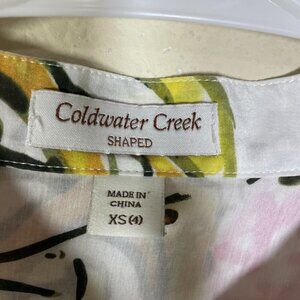 Coldwater Creek
SHAPED
MADE IN
CHINA
XS(4)